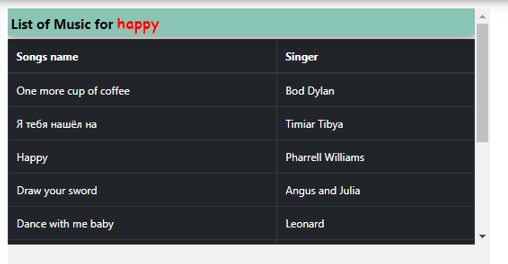 List of Music for happy
Songs name Singer
One more cup of coffee Bod Dylan
Я тебя нашёл на Timiar Tibya
Happy Pharrell Williams
Draw your sword Angus and Julia
Dance with me baby Leonard